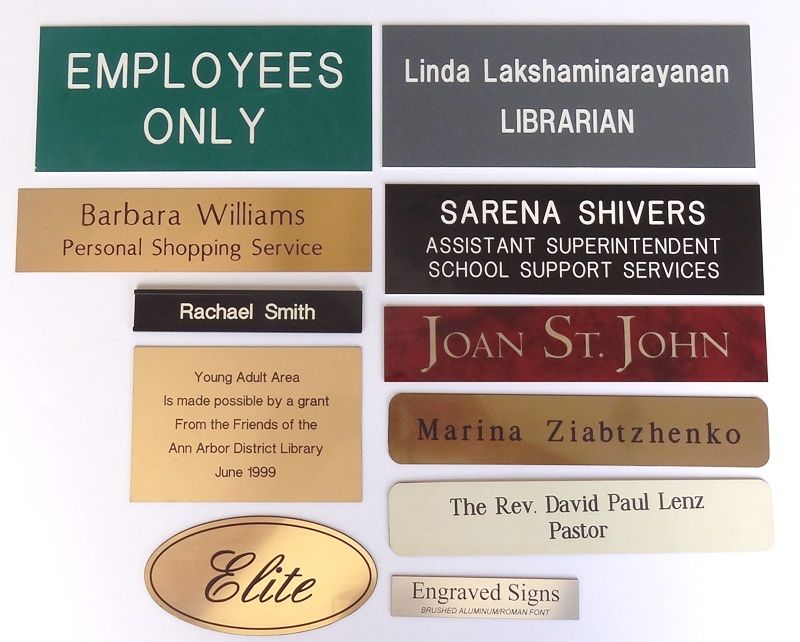 EMPLOYEES
ONLY
Linda Lakshaminarayanan
LIBRARIAN
Barbara Williams
Personal Shopping Service
SARENA SHIVERS
ASSISTANT SUPERINTENDENT
SCHOOL SUPPORT SERVICES
Rachael Smith
JOAN ST. JOHN
Young Adult Area
Is made possible by a grant
From the Friends of the
Ann Arbor District Library
June 1999
Marina Ziabtzhenko
The Rev. David Paul Lenz
Pastor
Elite
Engraved Signs
BRUSHED ALUMINUM/ROMAN FONT